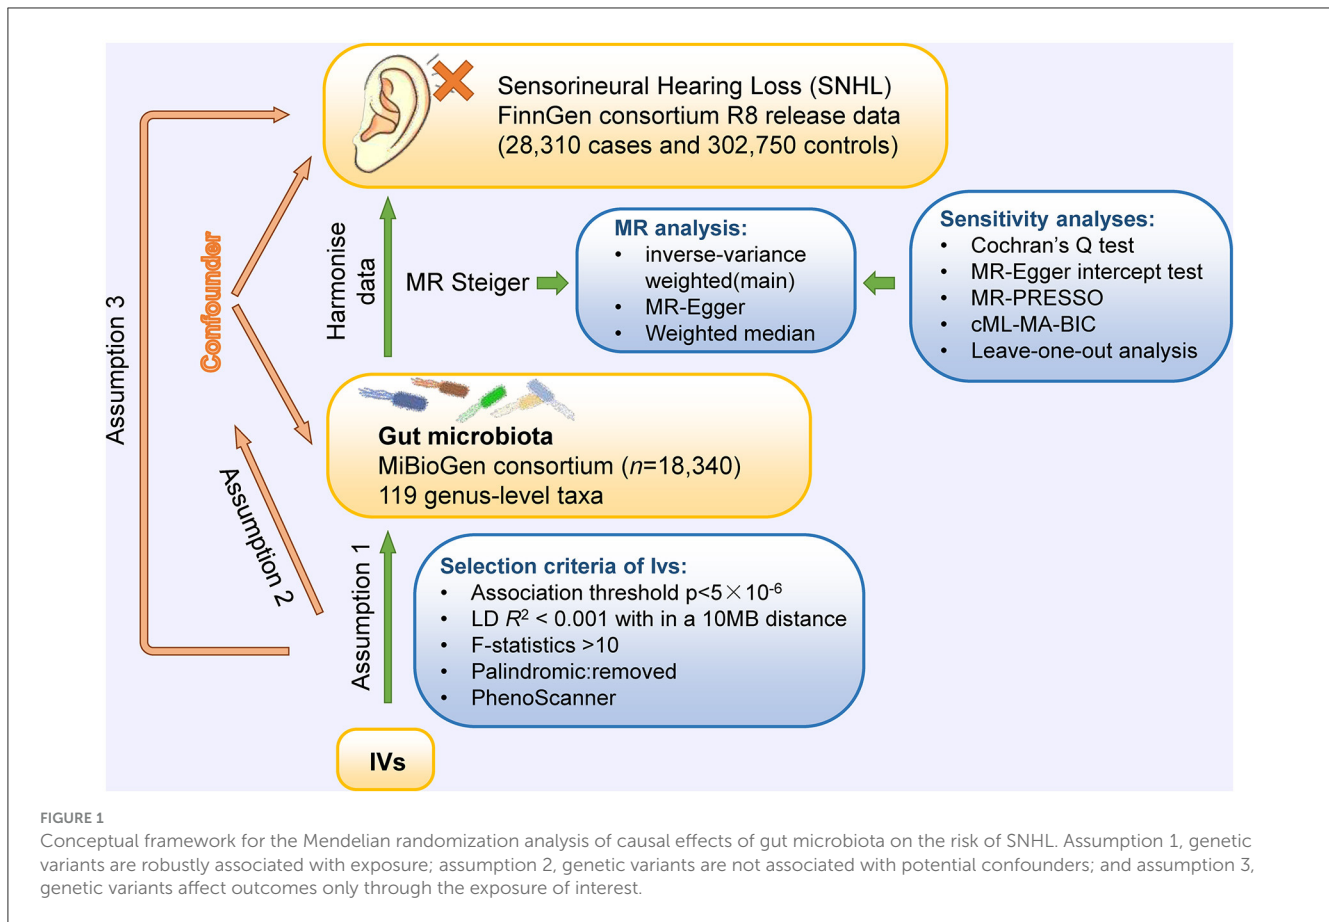 Sensorineural Hearing Loss (SNHL)
FinnGen consortium R8 release data
(28,310 cases and 302,750 controls)
Assumption 3
Confounder
Harmonise
data
MR Steiger
MR analysis:
• inverse-variance
weighted(main)
• MR-Egger
• Weighted median
Sensitivity analyses:
• Cochran's Q test
• MR-Egger intercept test
• MR-PRESSO
• cML-MA-BIC
• Leave-one-out analysis
Gut microbiota
MiBioGen consortium (n=18,340)
119 genus-level taxa
Assumption 2
Assumption 1
Selection criteria of Ivs:
• Association threshold p<5×10⁻⁶
• LD R² < 0.001 with in a 10MB distance
• F-statistics >10
• Palindromic:removed
• PhenoScanner
IVs
FIGURE 1
Conceptual framework for the Mendelian randomization analysis of causal effects of gut microbiota on the risk of SNHL. Assumption 1, genetic
variants are robustly associated with exposure; assumption 2, genetic variants are not associated with potential confounders; and assumption 3,
genetic variants affect outcomes only through the exposure of interest.